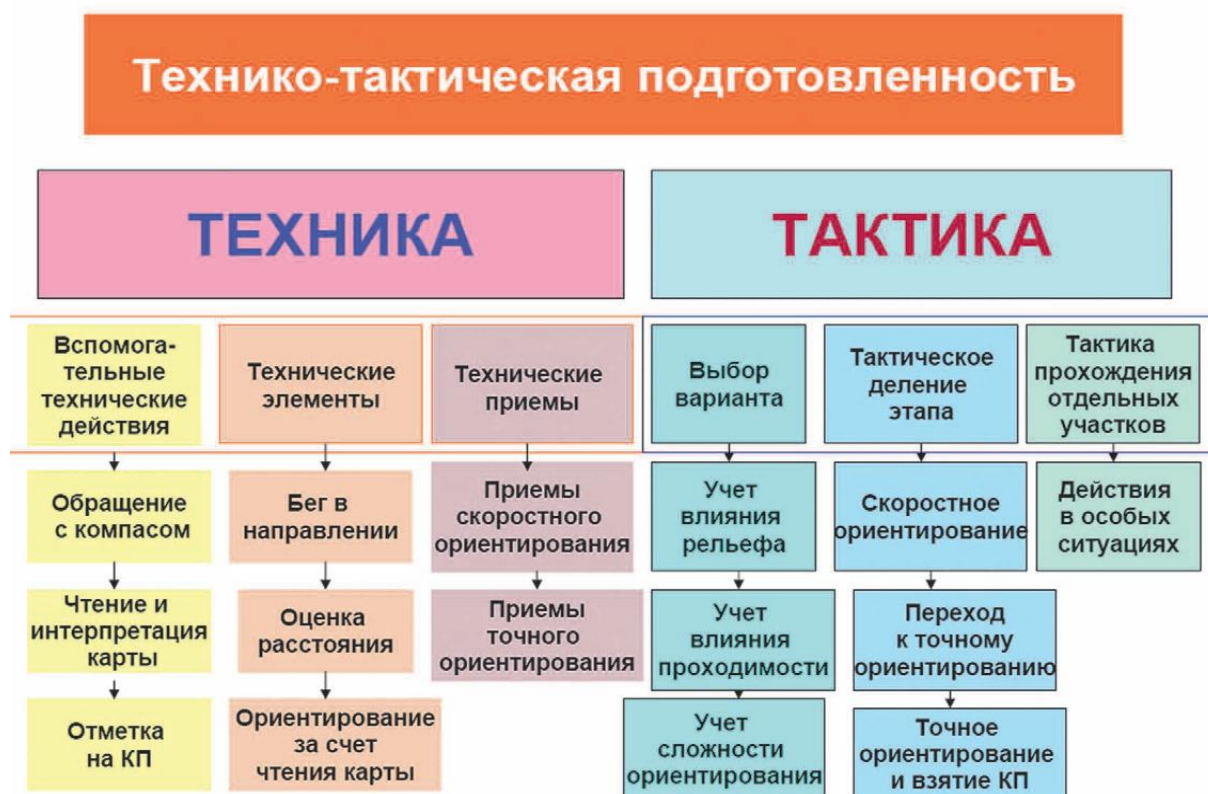 Технико-тактическая подготовленность
ТЕХНИКА
ТАКТИКА
Вспомога-
тельные
технические
действия
Технические
элементы
Технические
приемы
Выбор
варианта
Тактическое
деление
этапа
Тактика
прохождения
отдельных
участков
Обращение
с компасом
Бег в
направлении
Приемы
скоростного
ориентирования
Учет
влияния
рельефа
Скоростное
ориентирование
Действия
в особых
ситуациях
Чтение и
интерпретация
карты
Оценка
расстояния
Приемы
точного
ориентирования
Учет
влияния
проходимости
Переход
к точному
ориентированию
Отметка
на КП
Ориентирование
за счет
чтения карты
Учет
сложности
ориентирования
Точное
ориентирование
и взятие КП